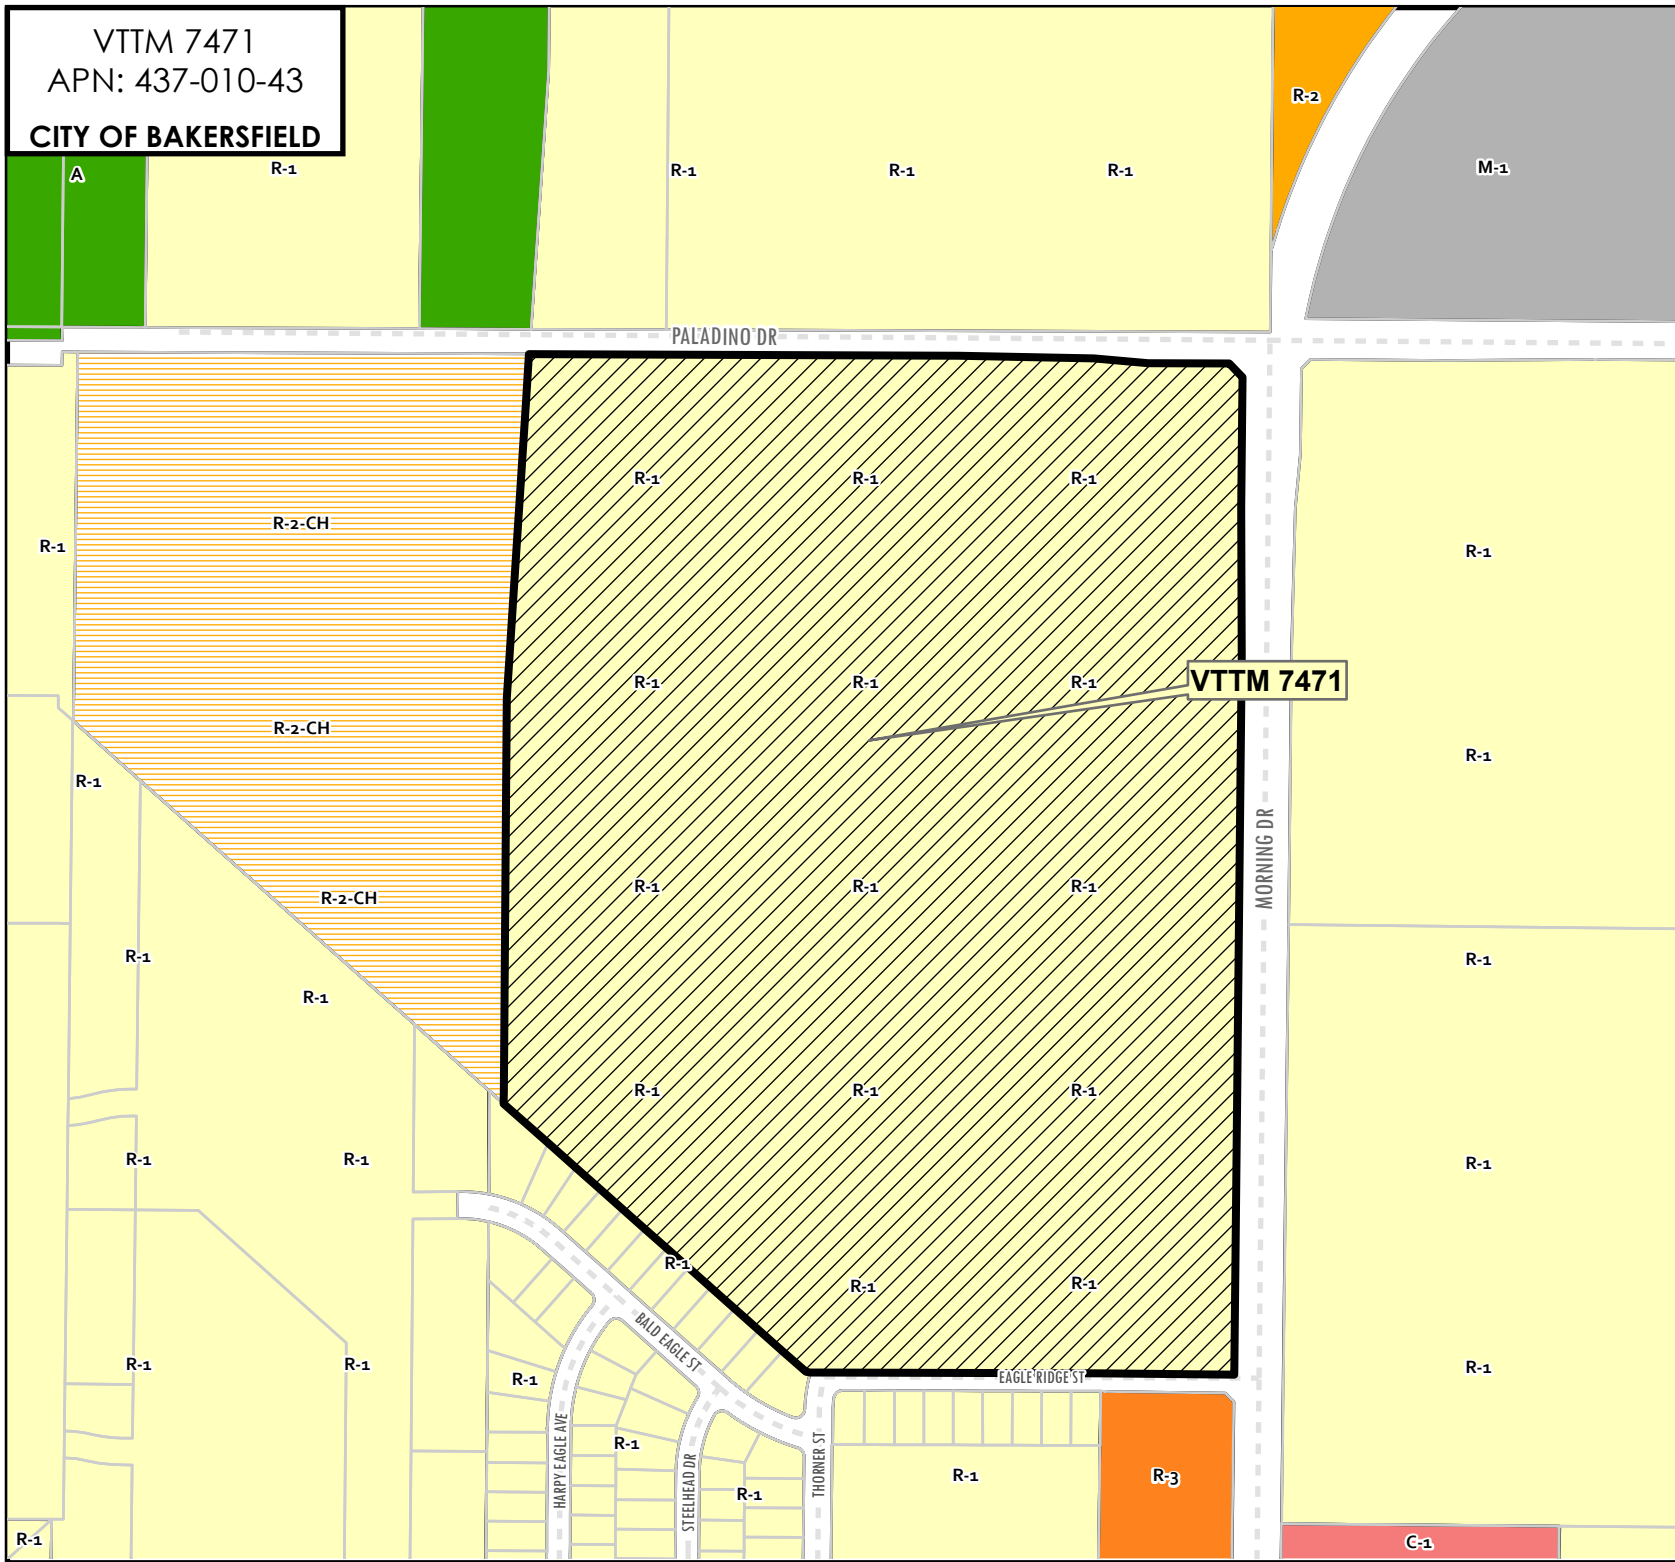 VTTM 7471
APN: 437-010-43
CITY OF BAKERSFIELD
R-2
A
R-1
R-1
R-1
R-1
M-1
PALADINO DR
R-1
R-1
R-1
R-2-CH
R-1
R-1
R-1
R-1
R-1
VTTM 7471
R-2-CH
R-1
R-1
MORNING DR
R-1
R-1
R-1
R-2-CH
R-1
R-1
R-1
R-1
R-1
R-1
R-1
R-1
R-1
R-1
R-1
R-1
R-1
BALD EAGLE ST
R-1
R-1
R-1
R-1
EAGLE RIDGE ST
HARPY EAGLE AVE
R-1
STEELHEAD DR
THORNER ST
R-1
R-3
R-1
R-1
C-1